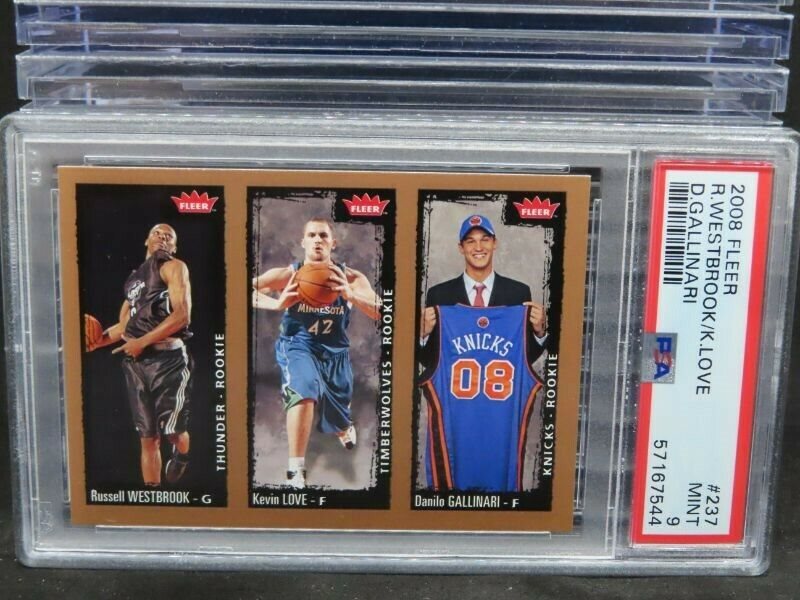 FLEER
THUNDER - ROOKIE
Russell WESTBROOK - G
FLEER
MINNESOTA
42
TIMBERWOLVES - ROOKIE
Kevin LOVE - F
FLEER
KNICKS
08
KNICKS - ROOKIE
Danilo GALLINARI - F
2008 FLEER #237
R.WESTBROOK/K.LOVE MINT
D.GALLINARI 9
PSA 57167544